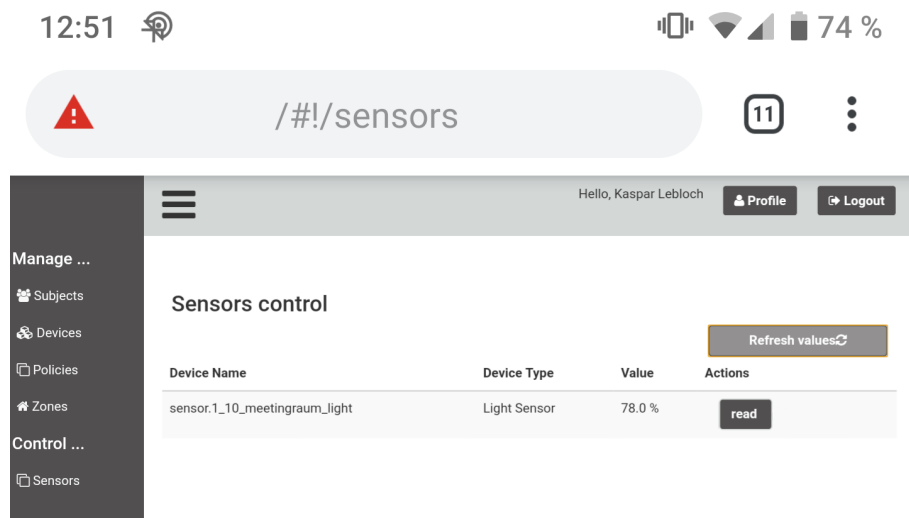 12:51 74 %
/#!/sensors 11
Hello, Kaspar Lebloch Profile Logout
Manage ...
Subjects
Devices
Policies
Zones
Control ...
Sensors
Sensors control
Refresh values
Device Name Device Type Value Actions
sensor.1_10_meetingraum_light Light Sensor 78.0 % read